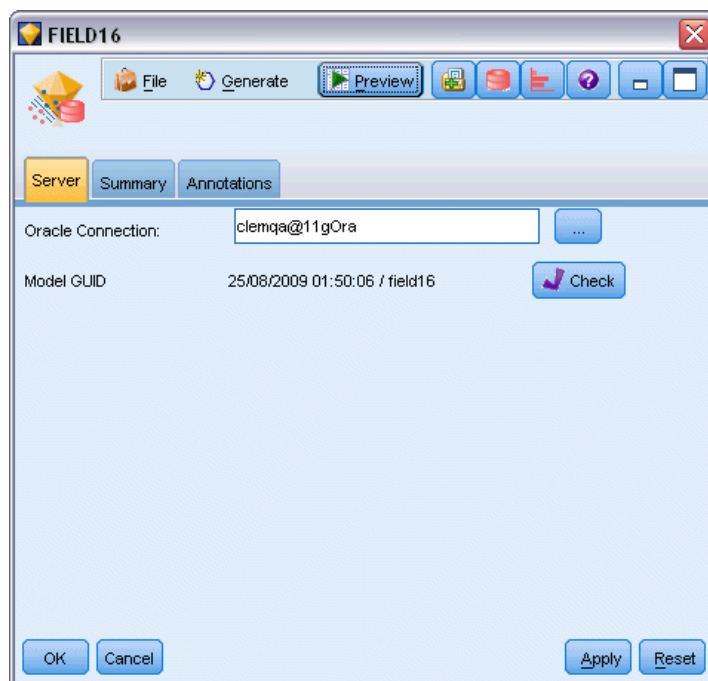 FIELD16
File Generate Preview
Server Summary Annotations
Oracle Connection: clemqa@11gOra ...
Model GUID 25/08/2009 01:50:06 / field16 Check
OK Cancel Apply Reset